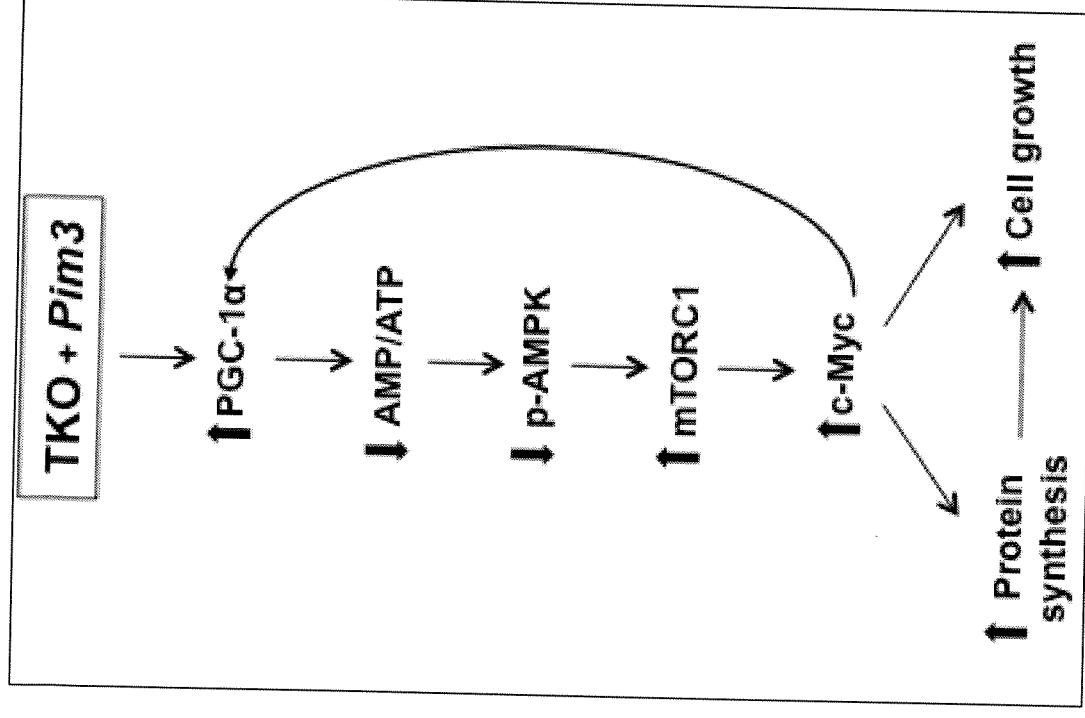 TKO + Pim3
PGC-1α
AMP/ATP
p-AMPK
mTORC1
c-Myc
Protein
synthesis
Cell growth